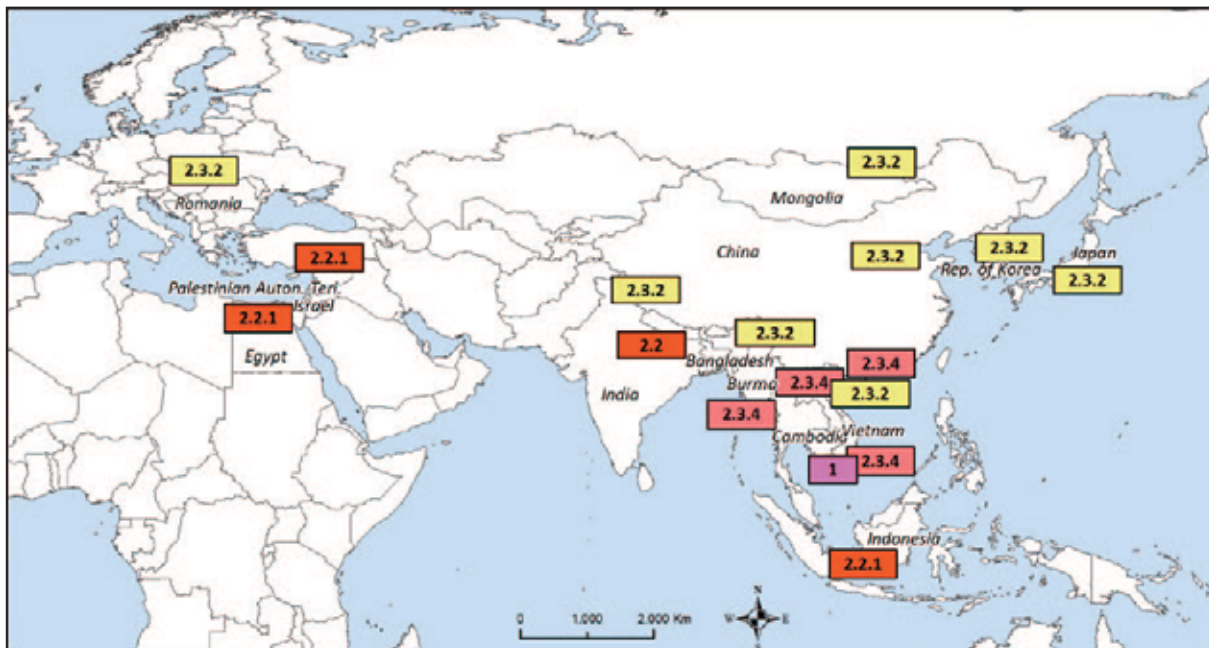 2.3.2
2.3.2
Romania
Mongolia
2.3.2
2.2.1
China
2.3.2
Japan
Rep. of Korea
2.3.2
Palestinian Auton. Teri.
Israel
2.3.2
2.2.1
2.2
2.3.2
Egypt
Bangladesh
2.3.4
Burma
2.3.4
India
2.3.2
2.3.4
Cambodia
Vietnam
1
2.3.4
Indonesia
2.2.1
N
W E
S
0 1.000 2.000 Km